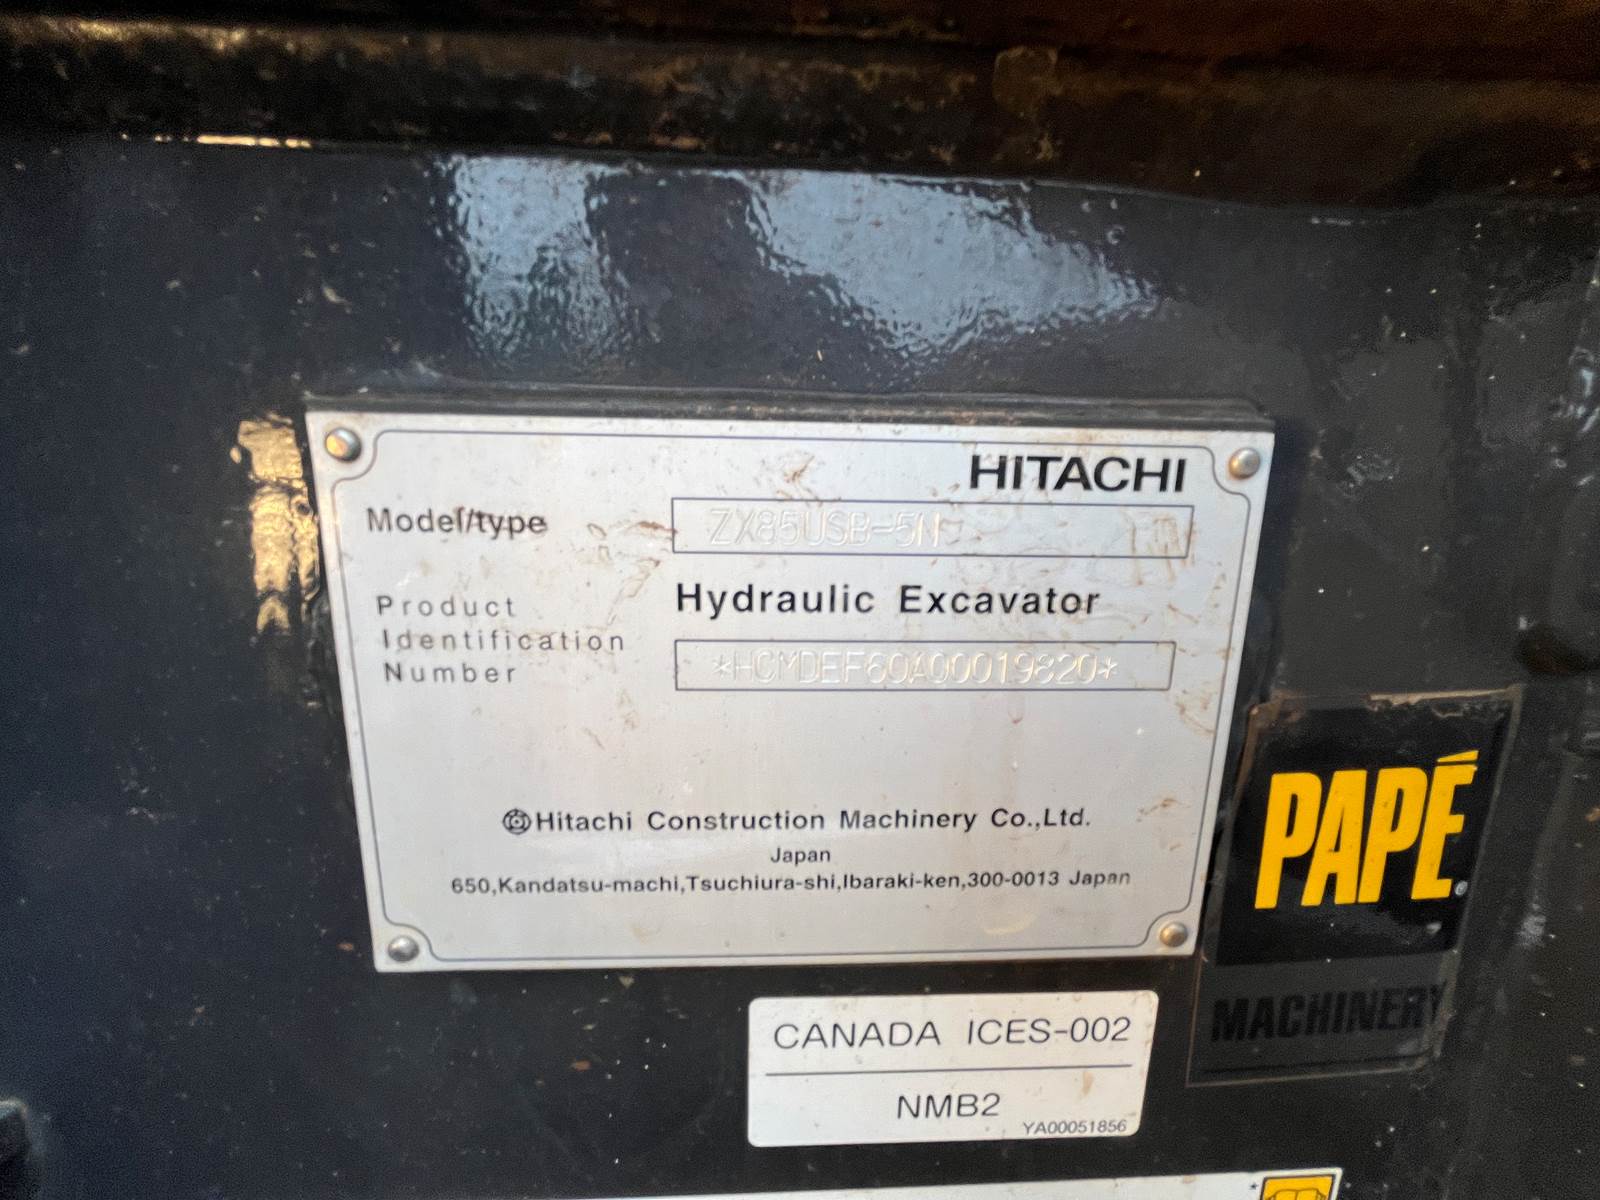 HITACHI
Model/type ZX85USB-5N
Hydraulic Excavator
Product
Identification
Number *HCMDEF60A00019820*
Hitachi Construction Machinery Co.,Ltd.
Japan
650,Kandatsu-machi,Tsuchiura-shi,Ibaraki-ken,300-0013 Japan
PAPÉ®
MACHINERY
CANADA ICES-002
NMB2
YA00051856